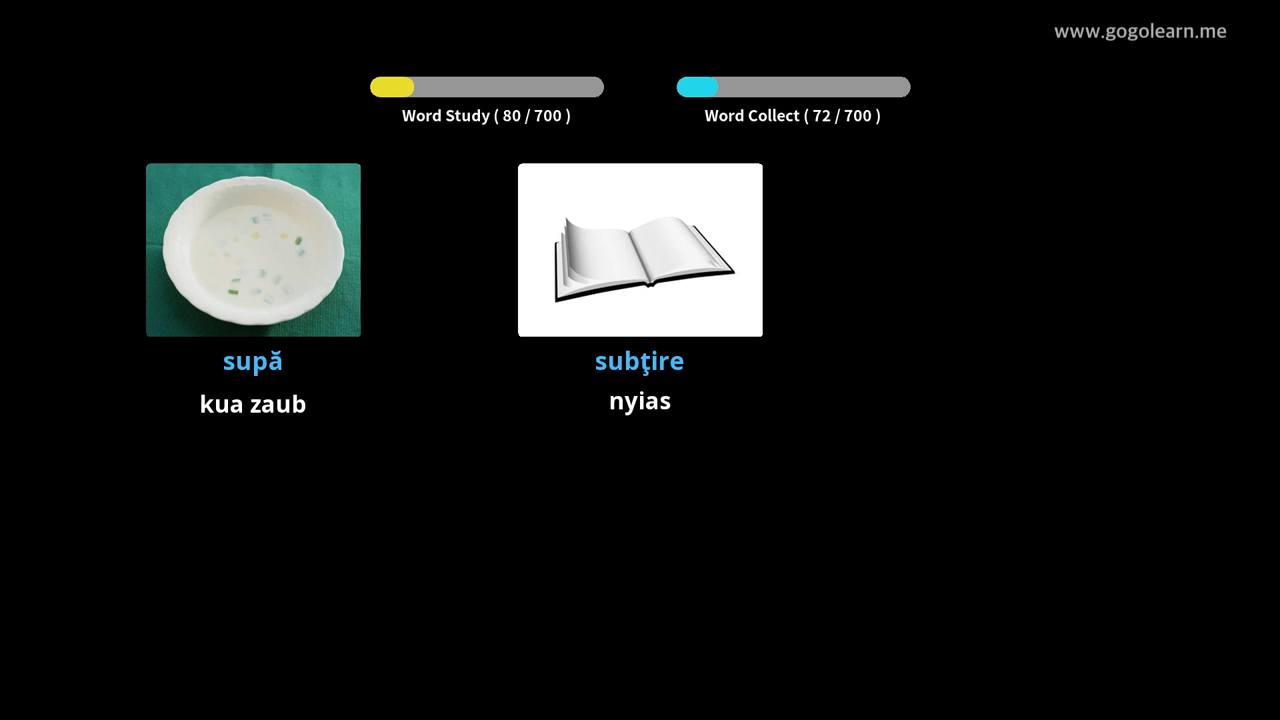 www.gogolearn.me
Word Study ( 80 / 700 )
Word Collect ( 72 / 700 )
supă
subţire
kua zaub
nyias